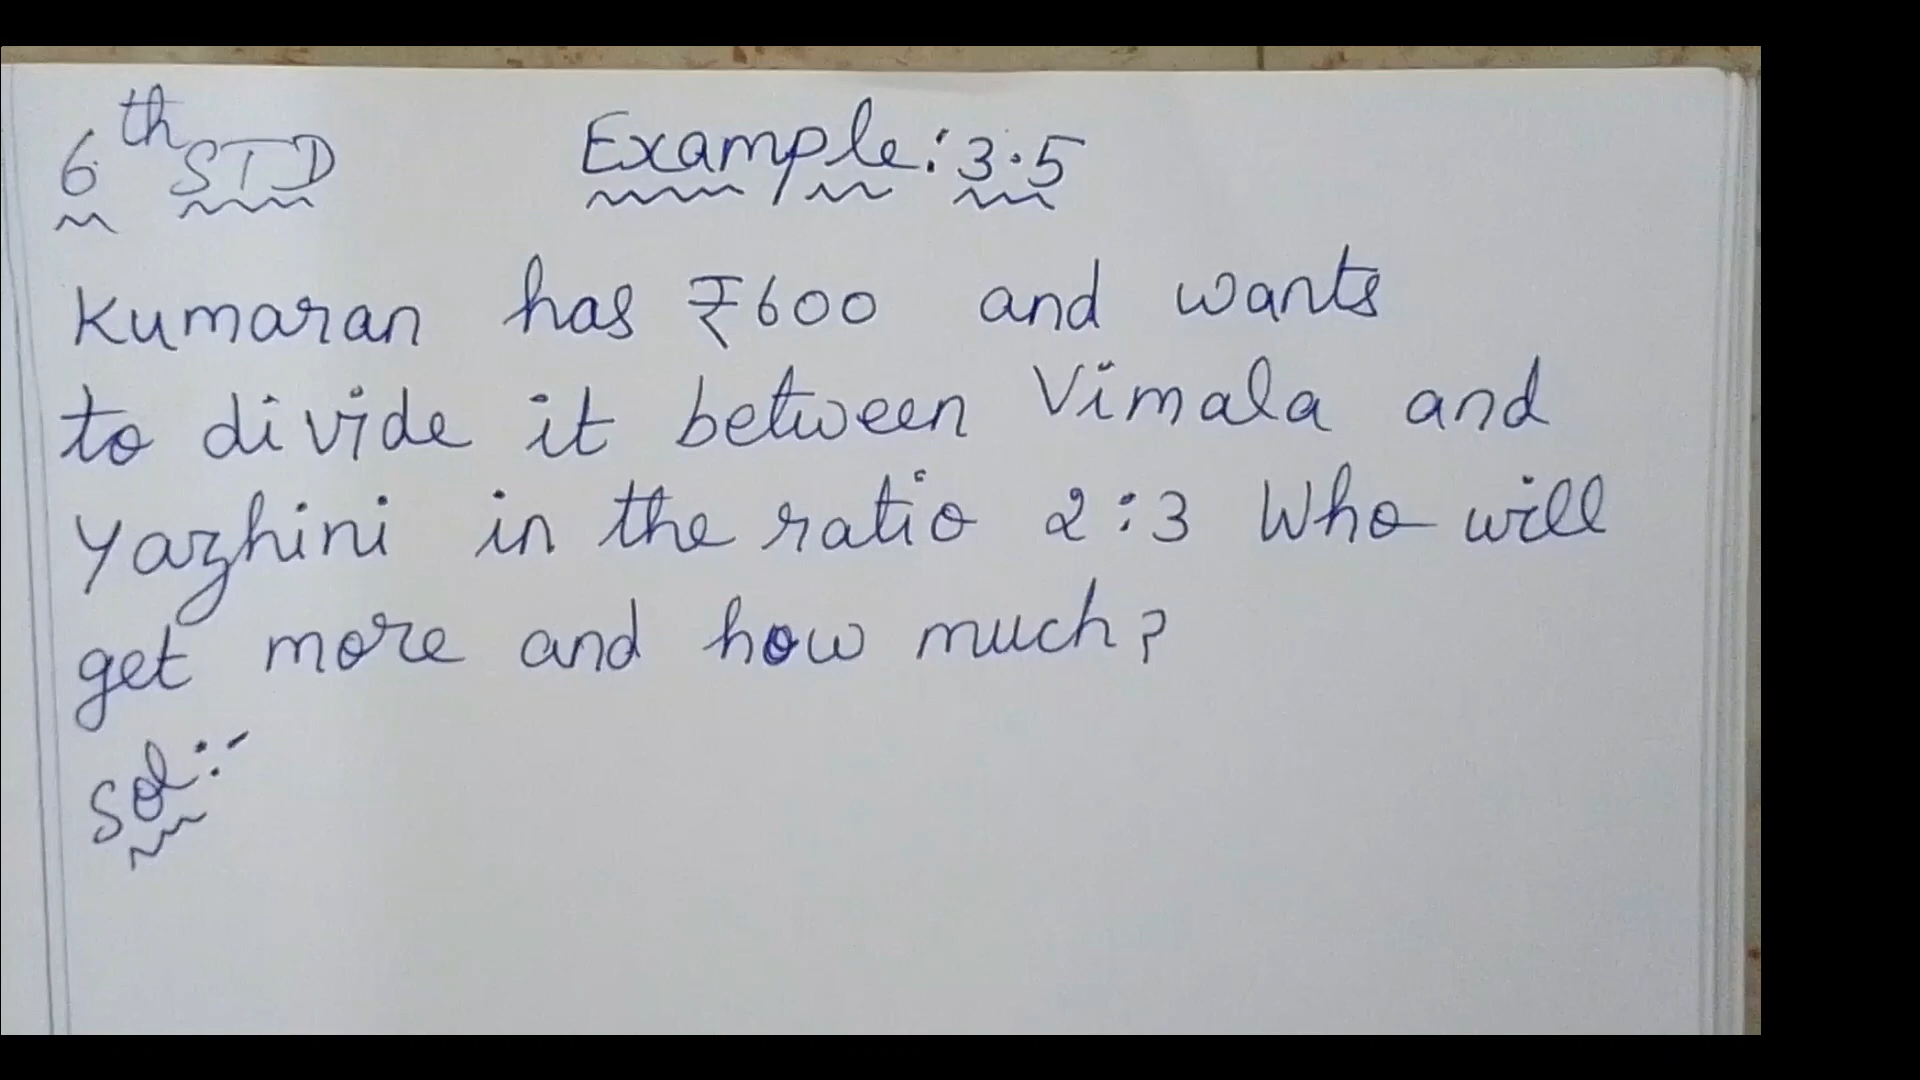 6th STD Example: 3.5
Kumaran has ₹600 and wants
to divide it between Vimala and
Yazhini in the ratio 2:3 Who will
get more and how much?
Sol:-